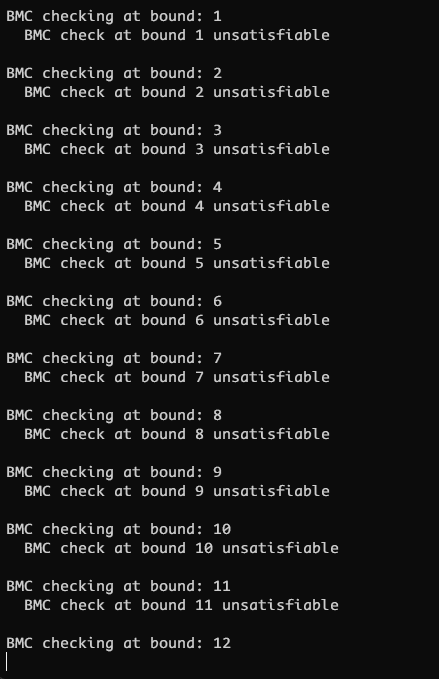 BMC checking at bound: 1
BMC check at bound 1 unsatisfiable
BMC checking at bound: 2
BMC check at bound 2 unsatisfiable
BMC checking at bound: 3
BMC check at bound 3 unsatisfiable
BMC checking at bound: 4
BMC check at bound 4 unsatisfiable
BMC checking at bound: 5
BMC check at bound 5 unsatisfiable
BMC checking at bound: 6
BMC check at bound 6 unsatisfiable
BMC checking at bound: 7
BMC check at bound 7 unsatisfiable
BMC checking at bound: 8
BMC check at bound 8 unsatisfiable
BMC checking at bound: 9
BMC check at bound 9 unsatisfiable
BMC checking at bound: 10
BMC check at bound 10 unsatisfiable
BMC checking at bound: 11
BMC check at bound 11 unsatisfiable
BMC checking at bound: 12